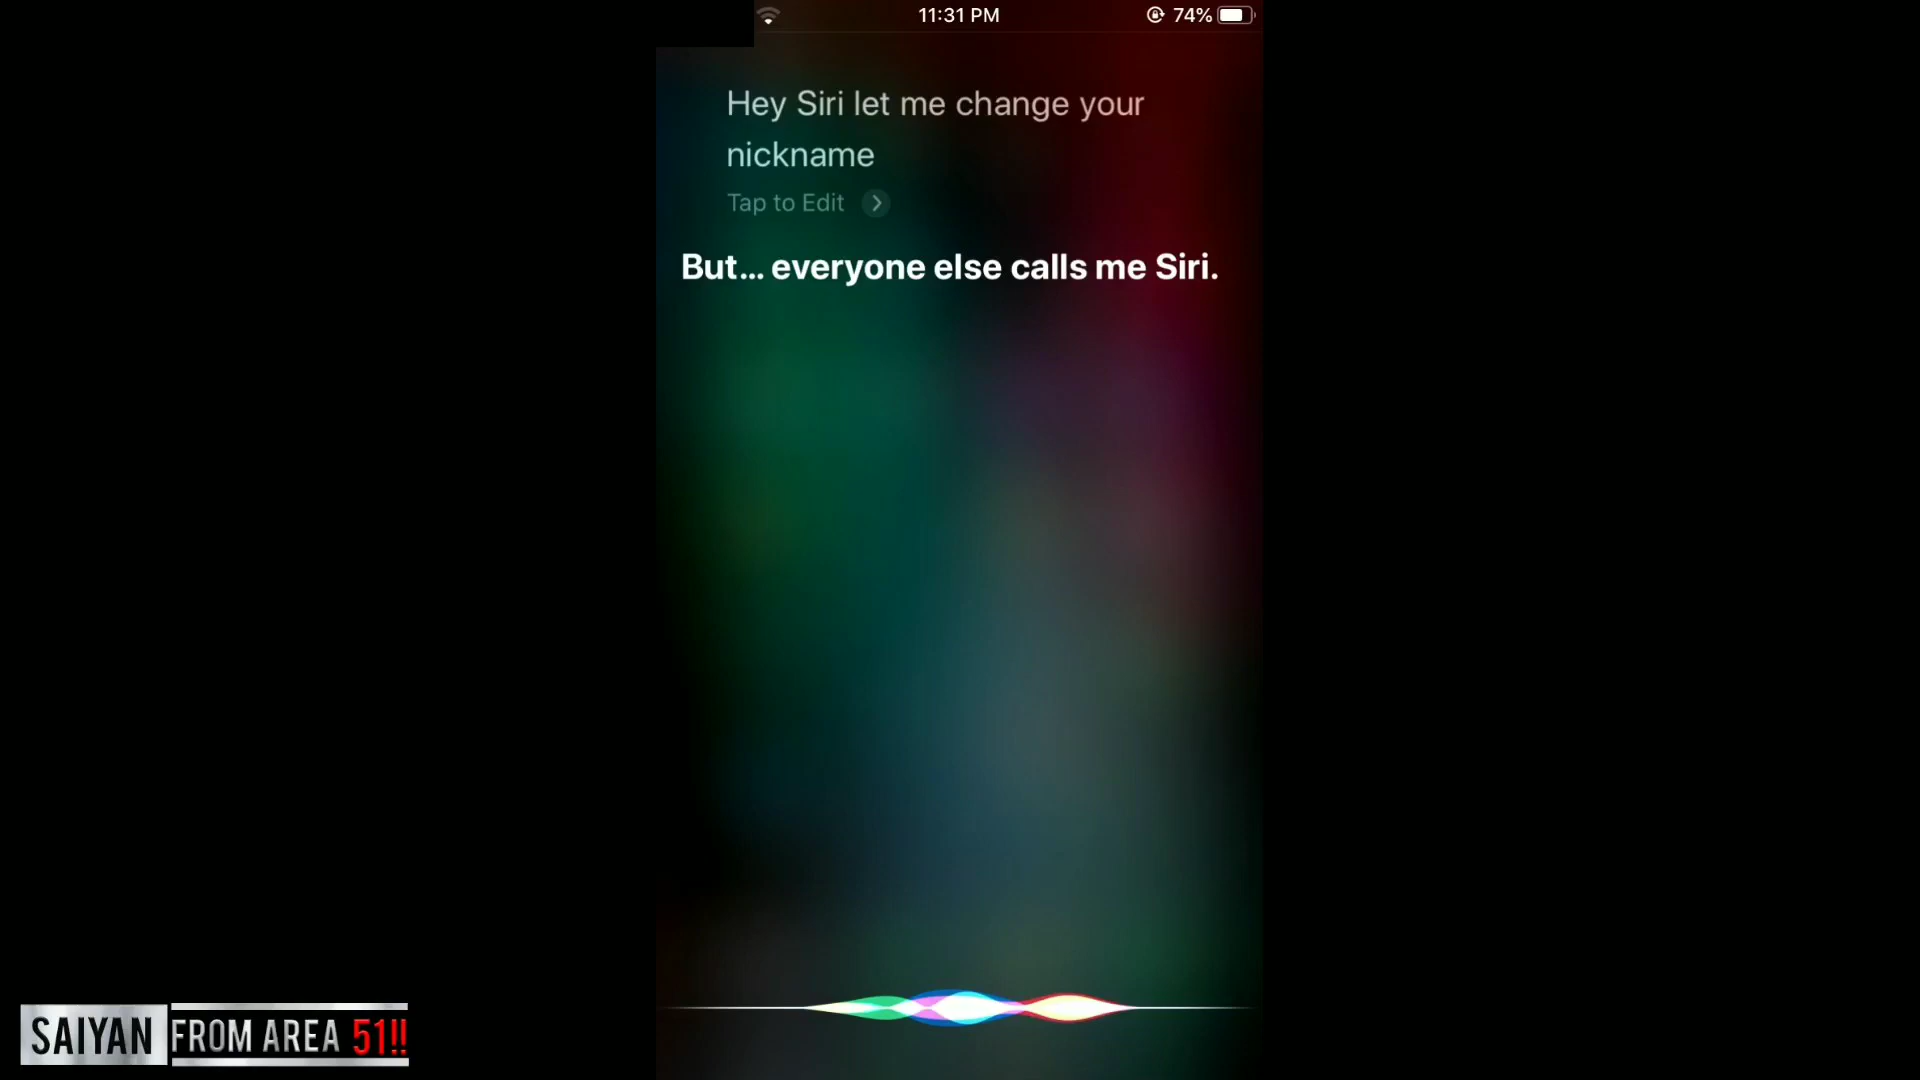 11:31 PM
74%
Hey Siri let me change your
nickname
Tap to Edit
But... everyone else calls me Siri.
SAIYAN FROM AREA 51!!